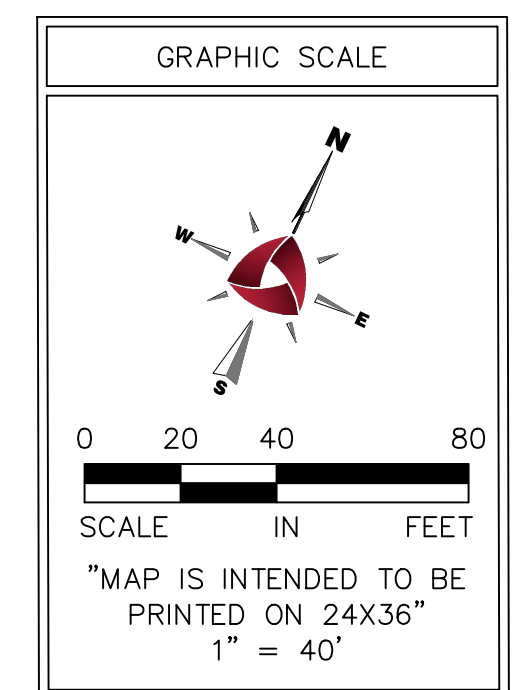 GRAPHIC SCALE
N
W
E
S
0 20 40 80
SCALE IN FEET
"MAP IS INTENDED TO BE
PRINTED ON 24X36"
1" = 40'